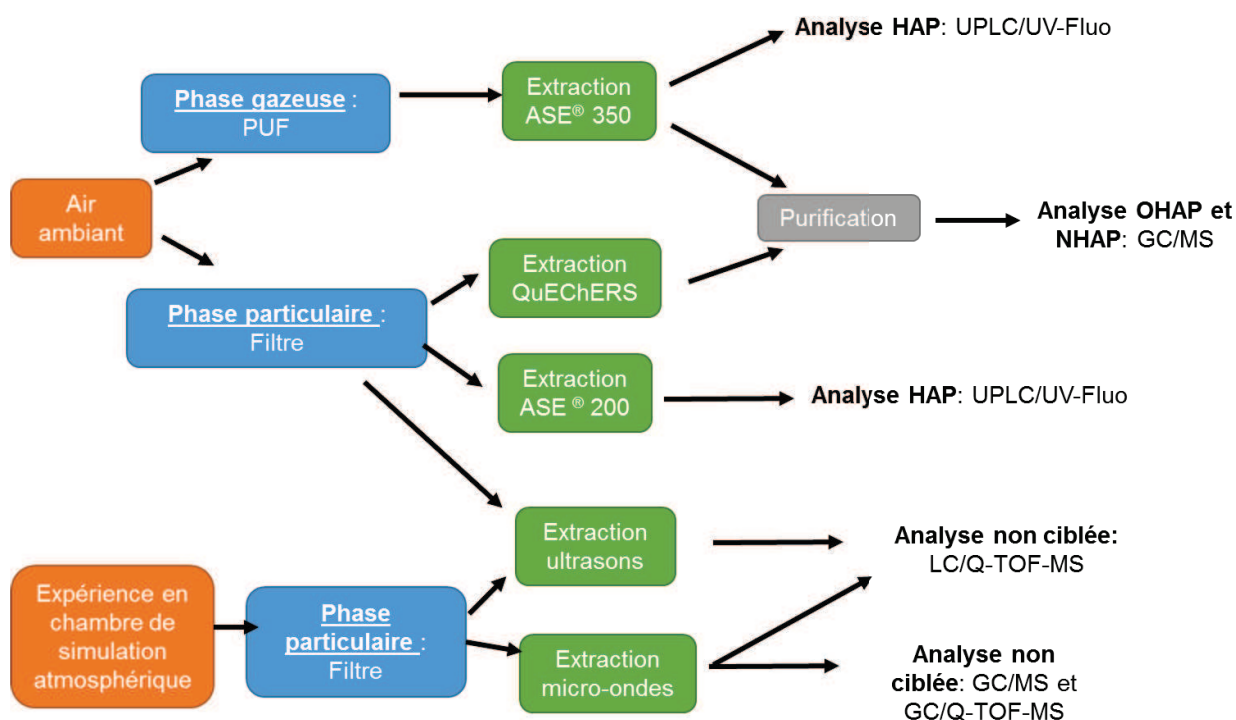 Analyse HAP: UPLC/UV-Fluo
Phase gazeuse :
PUF
Extraction
ASE® 350
Air
ambiant
Purification
Analyse OHAP et
NHAP: GC/MS
Extraction
QuEChERS
Phase particulaire :
Filtre
Extraction
ASE ® 200
Analyse HAP: UPLC/UV-Fluo
Extraction
ultrasons
Analyse non ciblée:
LC/Q-TOF-MS
Expérience en
chambre de
simulation
atmosphérique
Phase
particulaire :
Filtre
Extraction
micro-ondes
Analyse non
ciblée: GC/MS et
GC/Q-TOF-MS